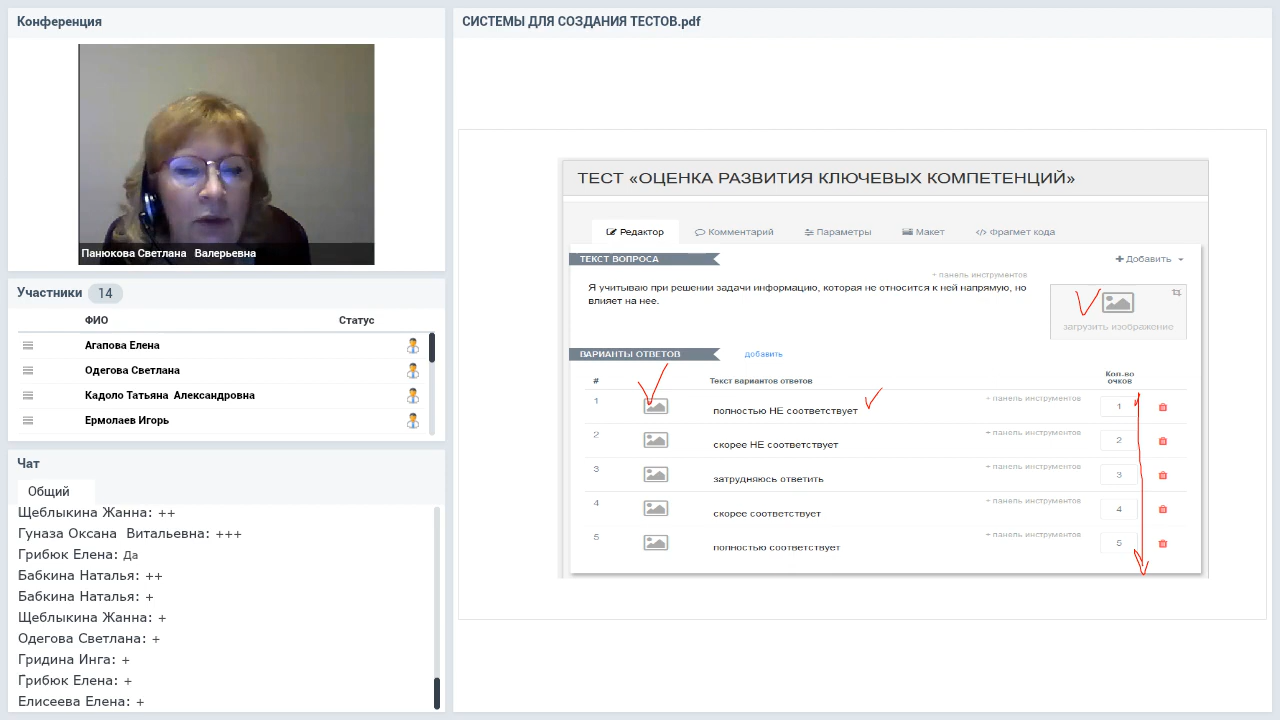 Конференция
Панюкова Светлана Валерьевна
Участники 14
ФИО Статус
Агапова Елена
Одегова Светлана
Кадоло Татьяна Александровна
Ермолаев Игорь
Чат
Общий
Щеблыкина Жанна: ++
Гуназа Оксана Витальевна: +++
Грибюк Елена: Да
Бабкина Наталья: ++
Бабкина Наталья: +
Щеблыкина Жанна: +
Одегова Светлана: +
Гридина Инга: +
Грибюк Елена: +
Елисеева Елена: +
СИСТЕМЫ ДЛЯ СОЗДАНИЯ ТЕСТОВ.pdf
ТЕСТ «ОЦЕНКА РАЗВИТИЯ КЛЮЧЕВЫХ КОМПЕТЕНЦИЙ»
Редактор Комментарий Параметры Макет </> Фрагмет кода
ТЕКСТ ВОПРОСА + Добавить
+ панель инструментов
Я учитываю при решении задачи информацию, которая не относится к ней напрямую, но
влияет на нее.
загрузить изображение
ВАРИАНТЫ ОТВЕТОВ добавить
# Текст вариантов ответов Кол-во
очков
1 полностью НЕ соответствует + панель инструментов 1
2 скорее НЕ соответствует + панель инструментов 2
3 затрудняюсь ответить + панель инструментов 3
4 скорее соответствует + панель инструментов 4
5 полностью соответствует + панель инструментов 5